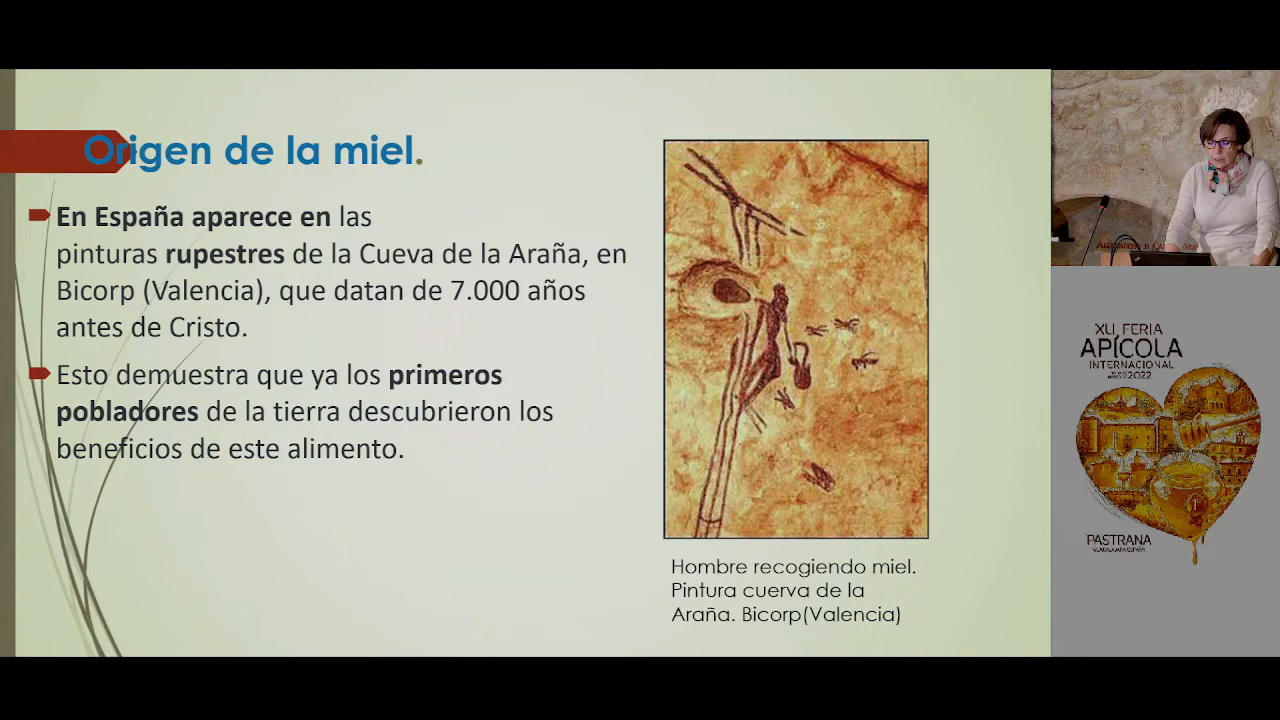 Origen de la miel.
En España aparece en las
pinturas rupestres de la Cueva de la Araña, en
Bicorp (Valencia), que datan de 7.000 años
antes de Cristo.
Esto demuestra que ya los primeros
pobladores de la tierra descubrieron los
beneficios de este alimento.
Hombre recogiendo miel.
Pintura cuerva de la
Araña. Bicorp(Valencia)
XLI FERIA
APÍCOLA
INTERNACIONAL
2022
PASTRANA
GUADALAJARA ESPAÑA